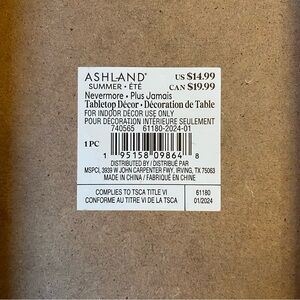 ASHLAND®
SUMMER • ÉTÉ
US $14.99
CAN $19.99
Nevermore • Plus Jamais
Tabletop Décor • Décoration de Table
FOR INDOOR DÉCOR USE ONLY
POUR DÉCORATION INTÉRIEURE SEULEMENT
740565 61180-2024-01
1 PC
1 95158 09864 8
DISTRIBUTED BY / DISTRIBUÉ PAR
MSPCI, 3939 W JOHN CARPENTER FWY, IRVING, TX 75063
MADE IN CHINA / FABRIQUÉ EN CHINE
COMPLIES TO TSCA TITLE VI
CONFORME AU TITRE VI DE LA TSCA
61180
01/2024